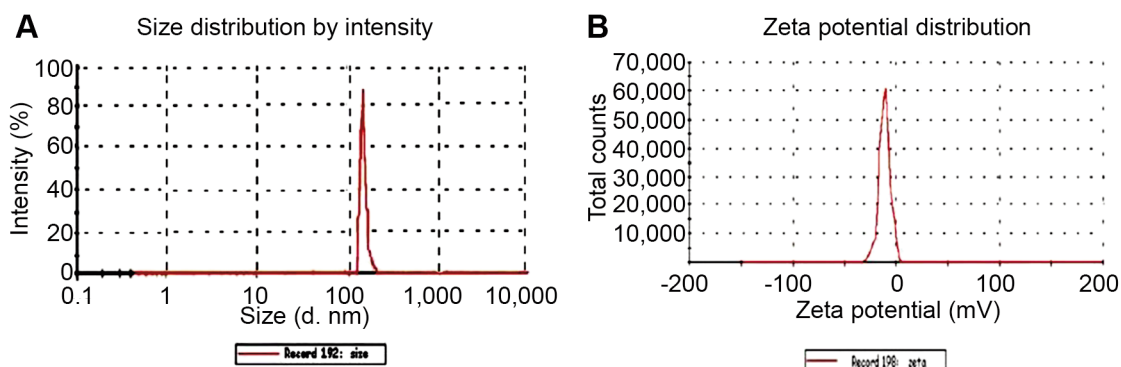 A
Size distribution by intensity
Intensity (%)
100
80
60
40
20
0
0.1 1 10 100 1,000 10,000
Size (d. nm)
Record 192: size
B
Zeta potential distribution
Total counts
70,000
60,000
50,000
40,000
30,000
20,000
10,000
-200 -100 0 100 200
Zeta potential (mV)
Record 198: zeta